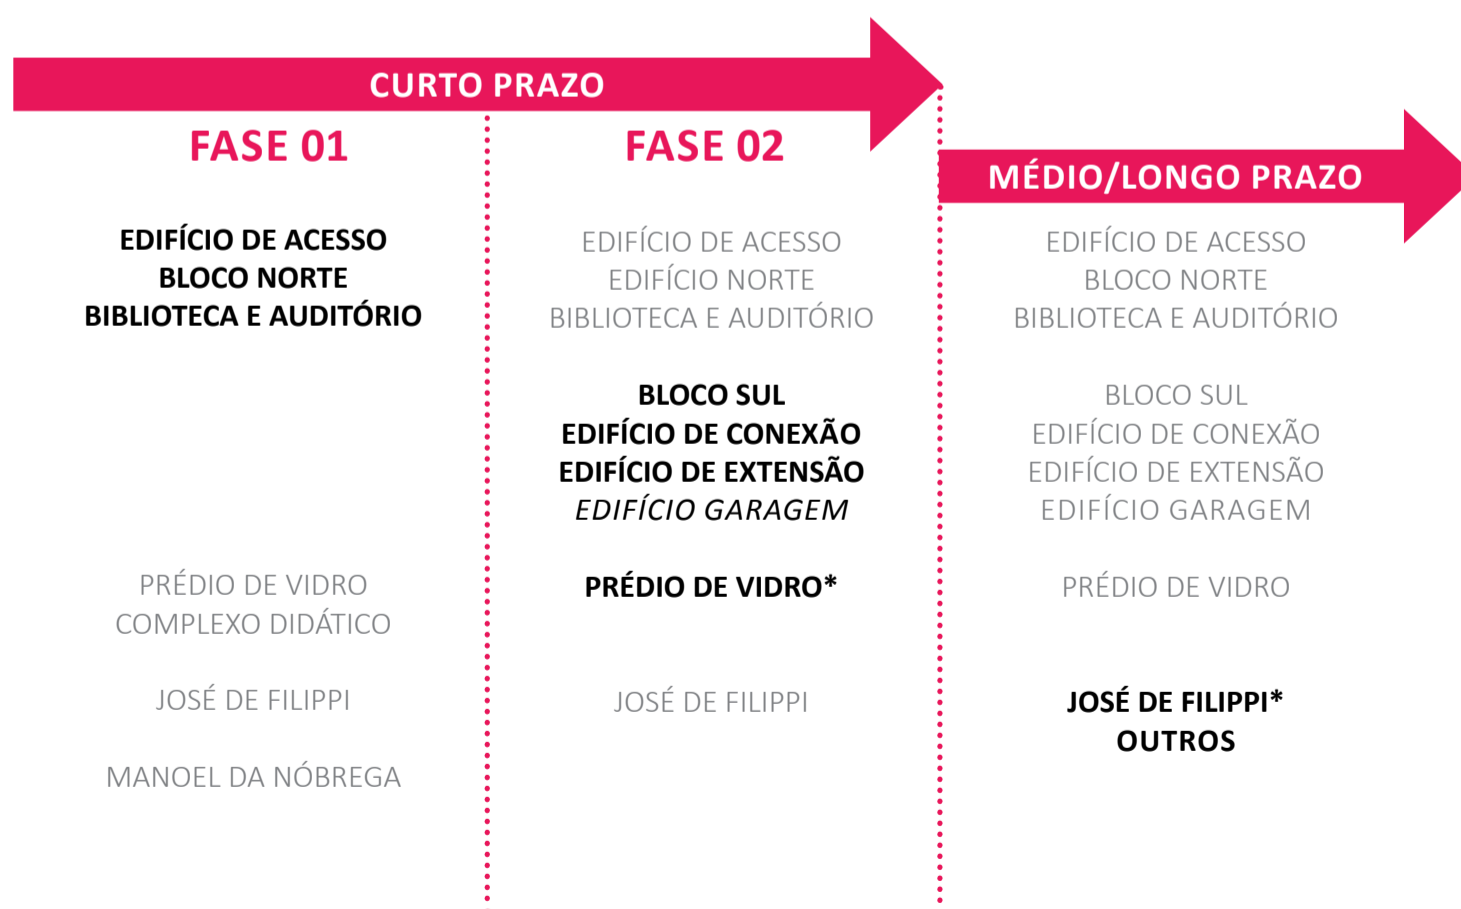 CURTO PRAZO
FASE 01
EDIFÍCIO DE ACESSO
BLOCO NORTE
BIBLIOTECA E AUDITÓRIO
PRÉDIO DE VIDRO
COMPLEXO DIDÁTICO
JOSÉ DE FILIPPI
MANOEL DA NÓBREGA
FASE 02
EDIFÍCIO DE ACESSO
EDIFÍCIO NORTE
BIBLIOTECA E AUDITÓRIO
BLOCO SUL
EDIFÍCIO DE CONEXÃO
EDIFÍCIO DE EXTENSÃO
EDIFÍCIO GARAGEM
PRÉDIO DE VIDRO*
JOSÉ DE FILIPPI
MÉDIO/LONGO PRAZO
EDIFÍCIO DE ACESSO
BLOCO NORTE
BIBLIOTECA E AUDITÓRIO
BLOCO SUL
EDIFÍCIO DE CONEXÃO
EDIFÍCIO DE EXTENSÃO
EDIFÍCIO GARAGEM
PRÉDIO DE VIDRO
JOSÉ DE FILIPPI*
OUTROS